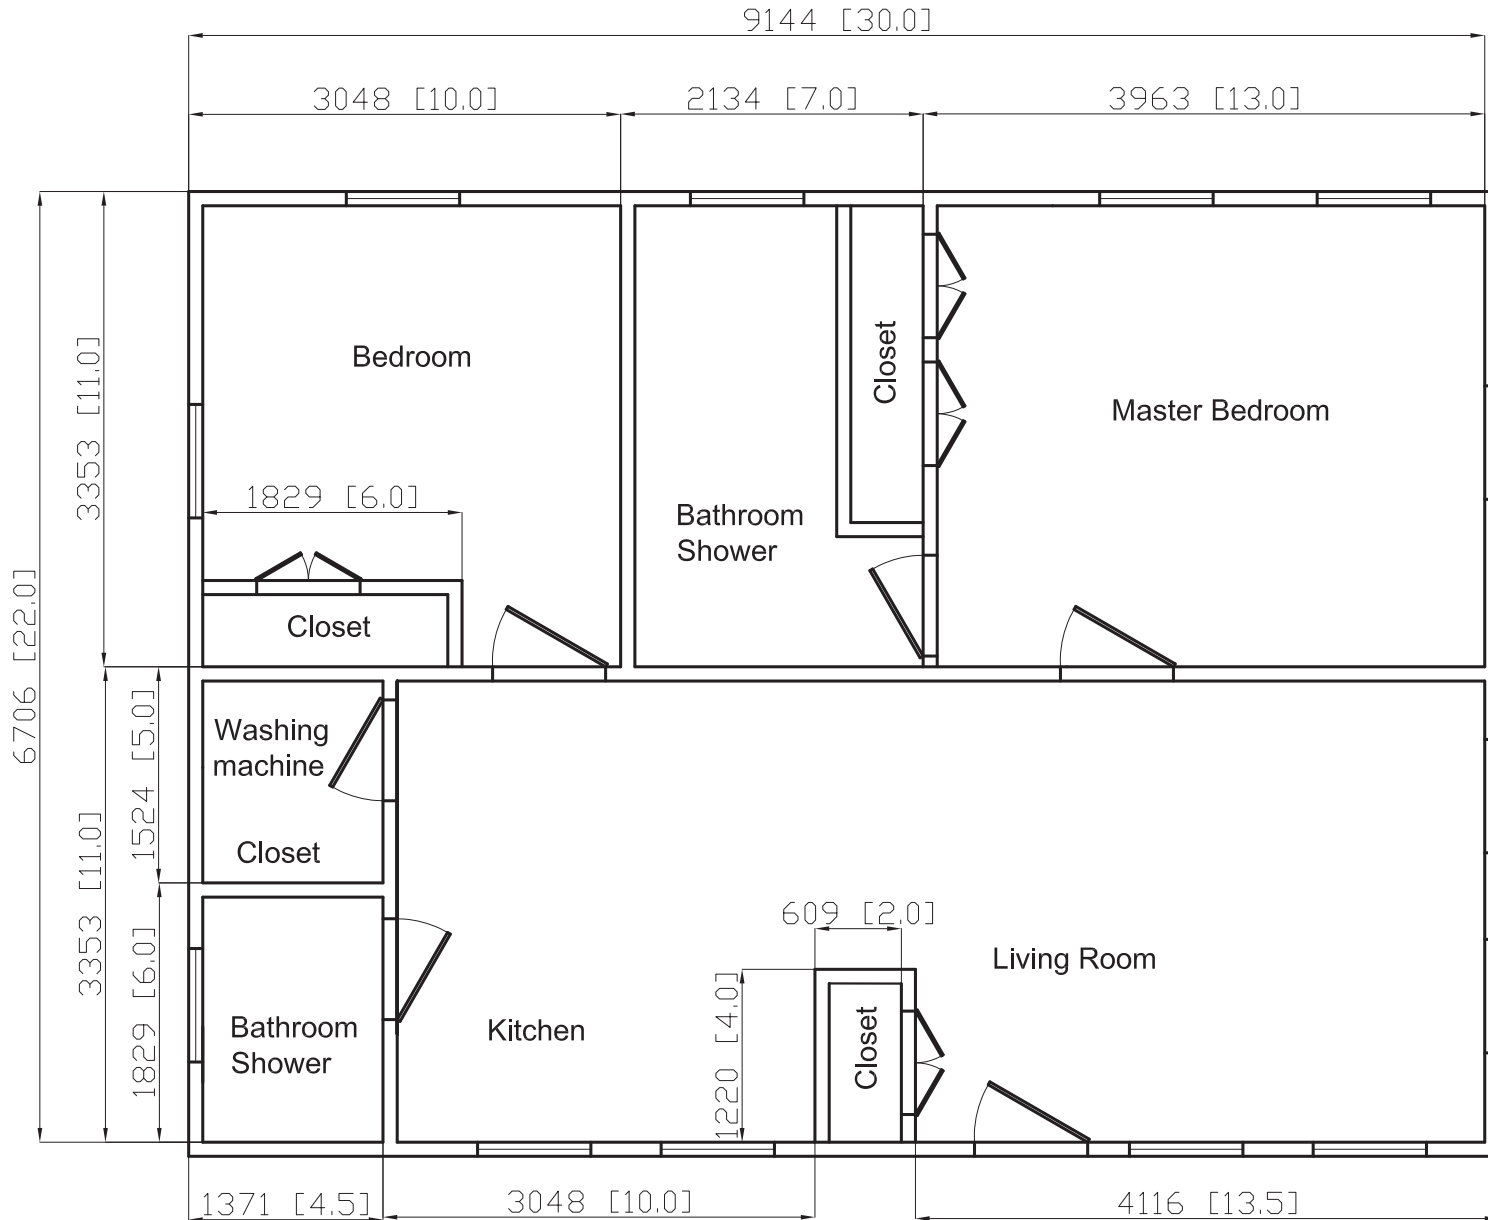 9144 [30.0]
3048 [10.0]
2134 [7.0]
3963 [13.0]
Bedroom
Closet
Master Bedroom
3353 [11.0]
1829 [6.0]
Bathroom
Shower
Closet
6706 [22.0]
Washing
machine
Closet
1524 [5.0]
3353 [11.0]
609 [2.0]
Living Room
1829 [6.0]
Bathroom
Shower
Kitchen
1220 [4.0]
Closet
1371 [4.5]
3048 [10.0]
4116 [13.5]